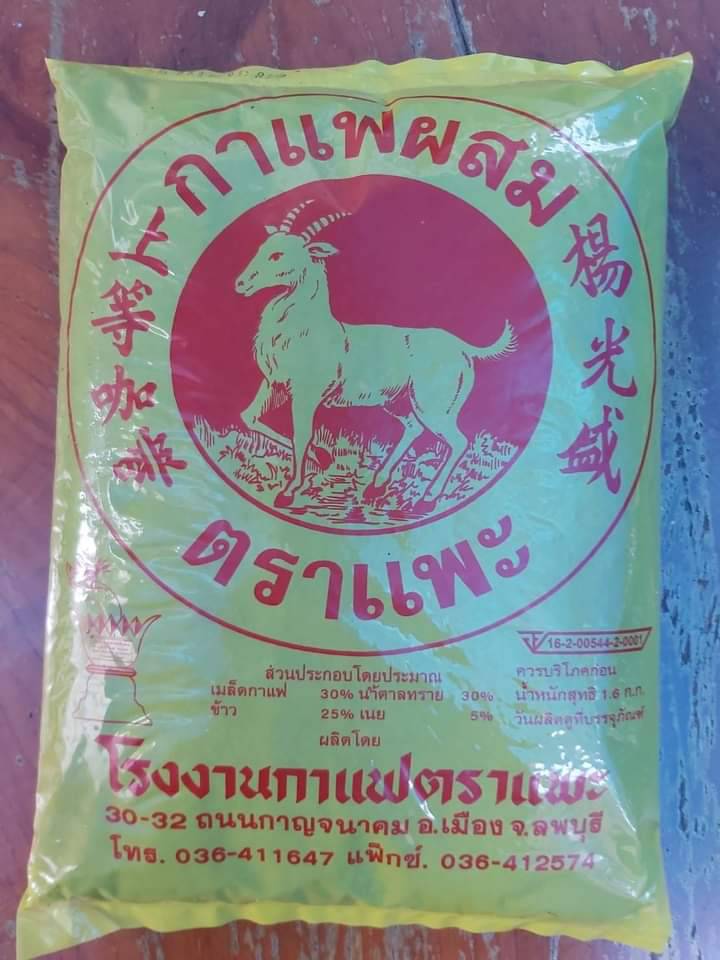 กาแฟผสม
上等咖啡
楊光盛
ตราแพะ
16-2-00544-2-0001
ส่วนประกอบโดยประมาณ
เมล็ดกาแฟ 30% น้ำตาลทราย 30%
ข้าว 25% เนย 5%
ควรบริโภคก่อน
น้ำหนักสุทธิ 1.6 ก.ก.
วันผลิตดูที่บรรจุภัณฑ์
ผลิตโดย
โรงงานกาแฟตราแพะ
30-32 ถนนกาญจนาคม อ.เมือง จ.ลพบุรี
โทร. 036-411647 แฟ็กซ์. 036-412574